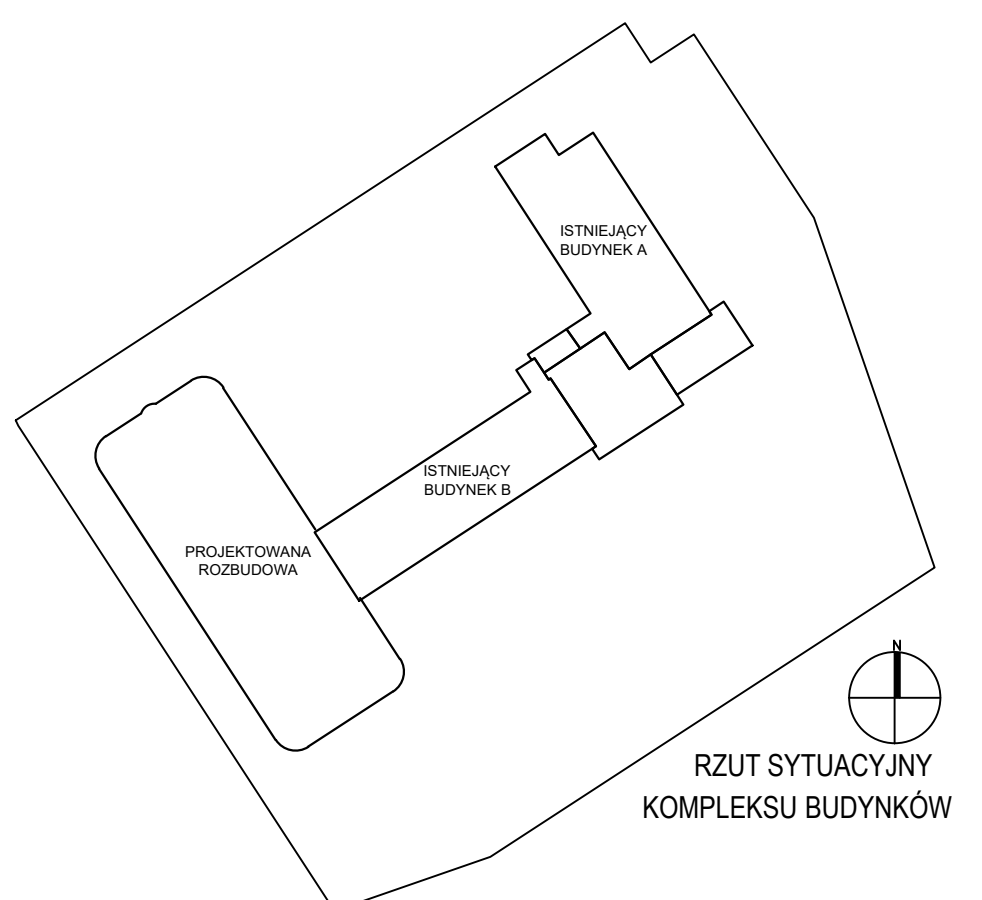 ISTNIEJĄCY
BUDYNEK A
ISTNIEJĄCY
BUDYNEK B
PROJEKTOWANA
ROZBUDOWA
N
RZUT SYTUACYJNY
KOMPLEKSU BUDYNKÓW